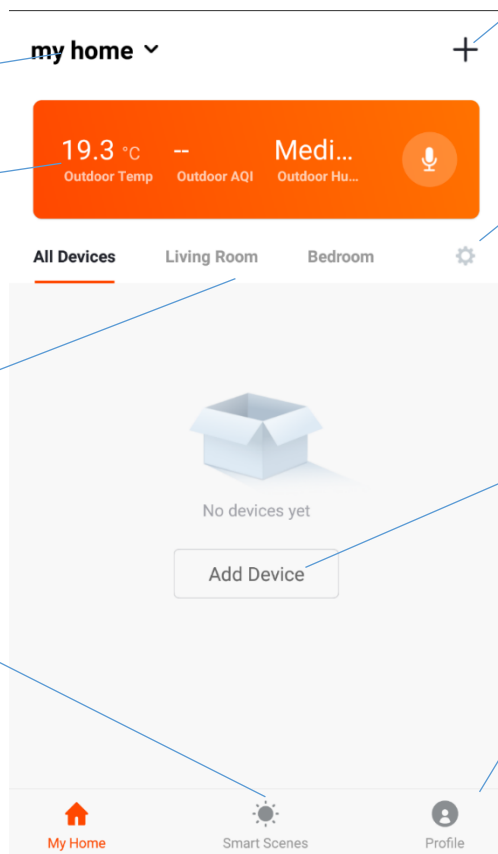 my home
19.3 °C -- Medi...
Outdoor Temp Outdoor AQI Outdoor Hu...
All Devices Living Room Bedroom
No devices yet
Add Device
My Home Smart Scenes Profile